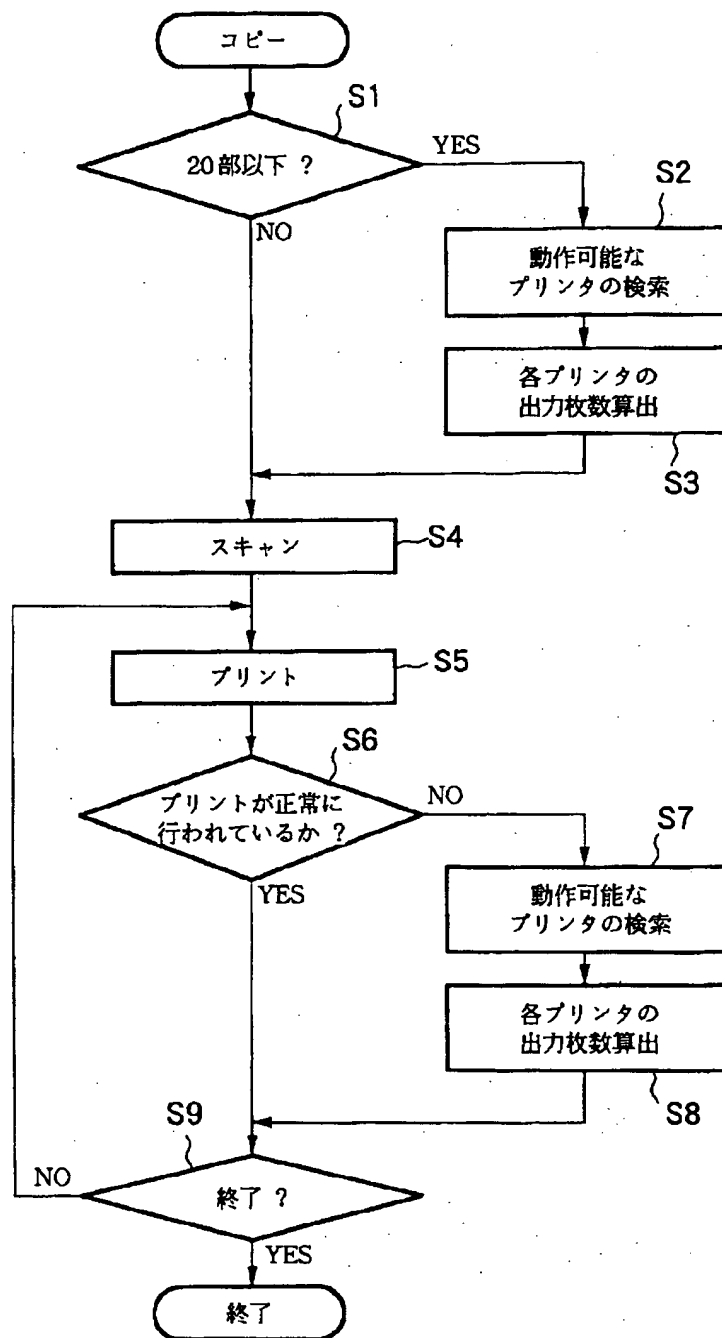 コピー
S1
20部以下 ?
YES
NO
S2
動作可能な
プリンタの検索
各プリンタの
出力枚数算出
S3
スキャン
S4
プリント
S5
S6
プリントが正常に
行われているか ?
NO
YES
S7
動作可能な
プリンタの検索
各プリンタの
出力枚数算出
S8
S9
NO
終了 ?
YES
終了